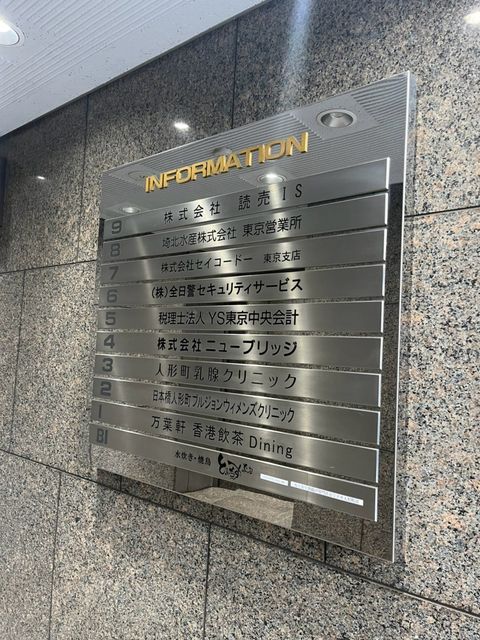 INFORMATION
9 株式会社 読売IS
8 埼北水産株式会社 東京営業所
7 株式会社セイコードー 東京支店
6 (株)全日警セキュリティサービス
5 税理士法人 YS東京中央会計
4 株式会社ニューブリッジ
3 人形町乳腺クリニック
2 日本橋人形町プルジョンウィメンズクリニック
1 万葉軒 香港飲茶 Dining
B1 水炊き・焼鳥